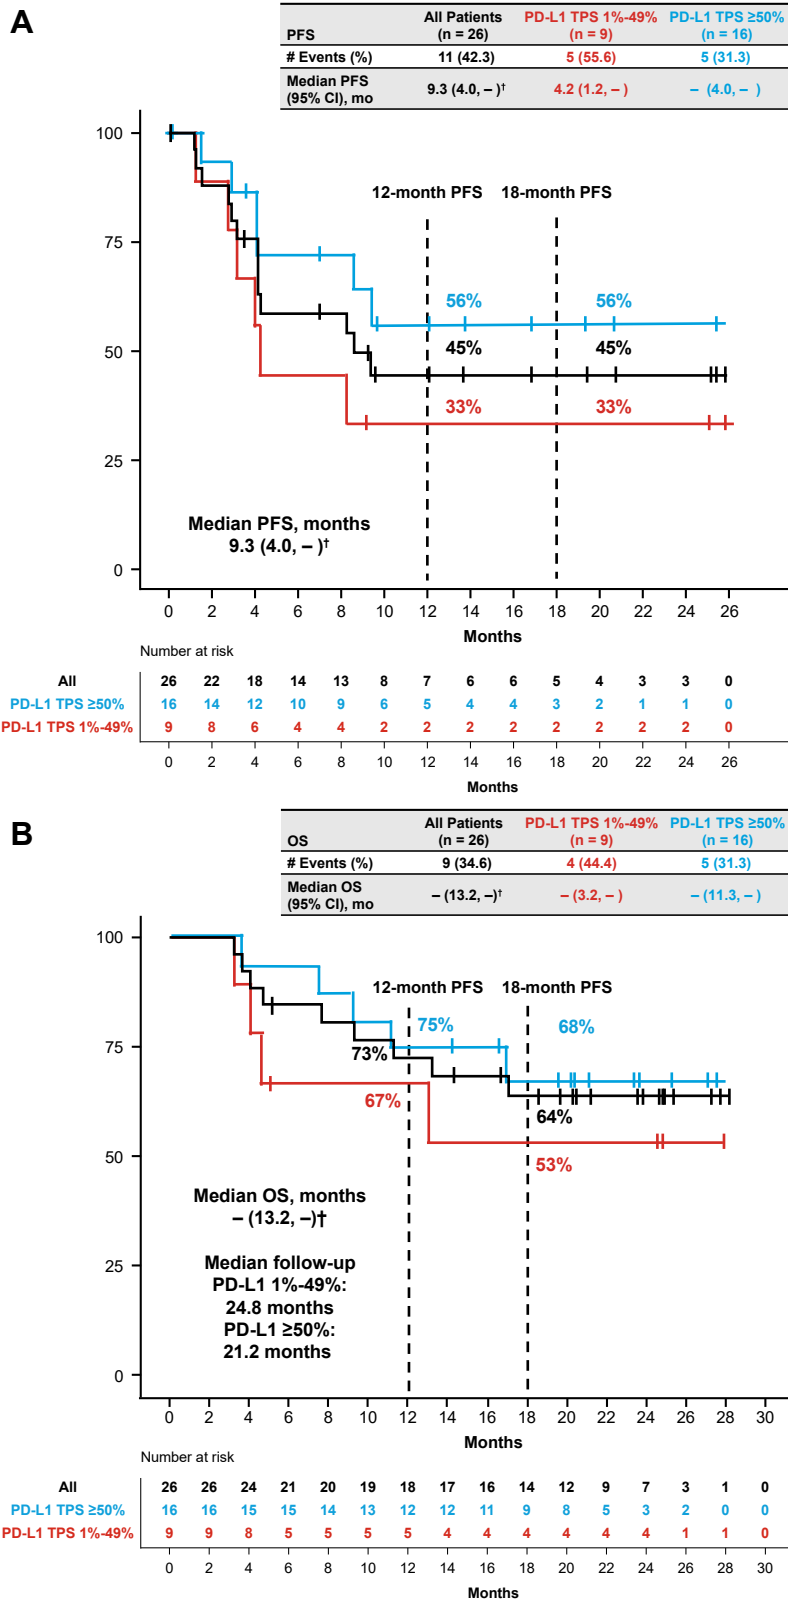 A
PFS All Patients (n = 26) PD-L1 TPS 1%-49% (n = 9) PD-L1 TPS ≥50% (n = 16)
# Events (%) 11 (42.3) 5 (55.6) 5 (31.3)
Median PFS (95% CI), mo 9.3 (4.0, – )† 4.2 (1.2, – ) – (4.0, – )
100
12-month PFS 18-month PFS
75
56% 56%
50
45% 45%
33% 33%
25
Median PFS, months
9.3 (4.0, – )†
0
0 2 4 6 8 10 12 14 16 18 20 22 24 26
Months
Number at risk
All 26 22 18 14 13 8 7 6 6 5 4 3 3 0
PD-L1 TPS ≥50% 16 14 12 10 9 6 5 4 4 3 2 1 1 0
PD-L1 TPS 1%-49% 9 8 6 4 4 2 2 2 2 2 2 2 2 0
0 2 4 6 8 10 12 14 16 18 20 22 24 26
Months
B
OS All Patients (n = 26) PD-L1 TPS 1%-49% (n = 9) PD-L1 TPS ≥50% (n = 16)
# Events (%) 9 (34.6) 4 (44.4) 5 (31.3)
Median OS (95% CI), mo – (13.2, –)† – (3.2, – ) – (11.3, – )
100
12-month PFS 18-month PFS
75% 68%
75
73%
67%
64%
50
53%
Median OS, months
– (13.2, –)†
25
Median follow-up
PD-L1 1%-49%:
24.8 months
PD-L1 ≥50%:
21.2 months
0
0 2 4 6 8 10 12 14 16 18 20 22 24 26 28 30
Months
Number at risk
All 26 26 24 21 20 19 18 17 16 14 12 9 7 3 1 0
PD-L1 TPS ≥50% 16 16 15 15 14 13 12 12 11 9 8 5 3 2 0 0
PD-L1 TPS 1%-49% 9 9 8 5 5 5 5 4 4 4 4 4 4 1 1 0
0 2 4 6 8 10 12 14 16 18 20 22 24 26 28 30
Months